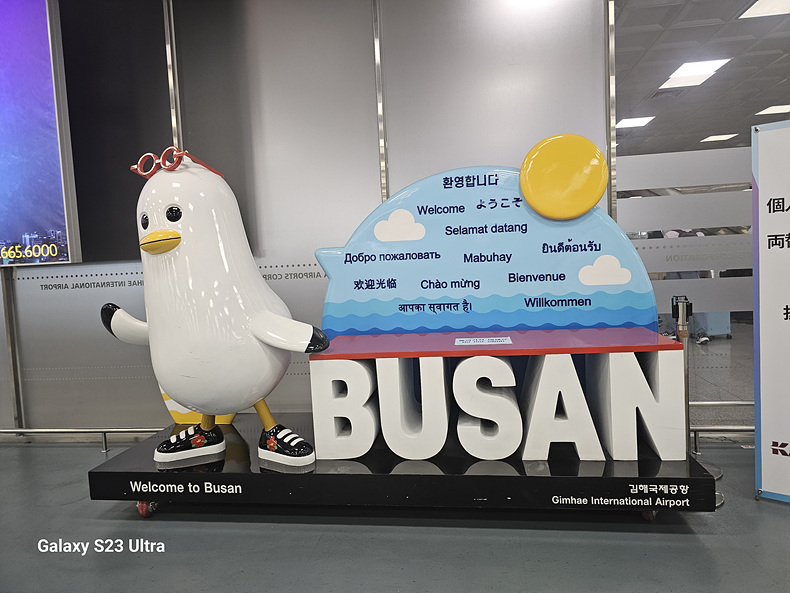 665.6000
환영합니다
Welcome ようこそ
Selamat datang
Добро пожаловать Mabuhay ยินดีต้อนรับ
欢迎光临 Chào mừng Bienvenue
आपका स्वागत है। Willkommen
BUSAN
Welcome to Busan
김해국제공항
Gimhae International Airport
個
両
Galaxy S23 Ultra